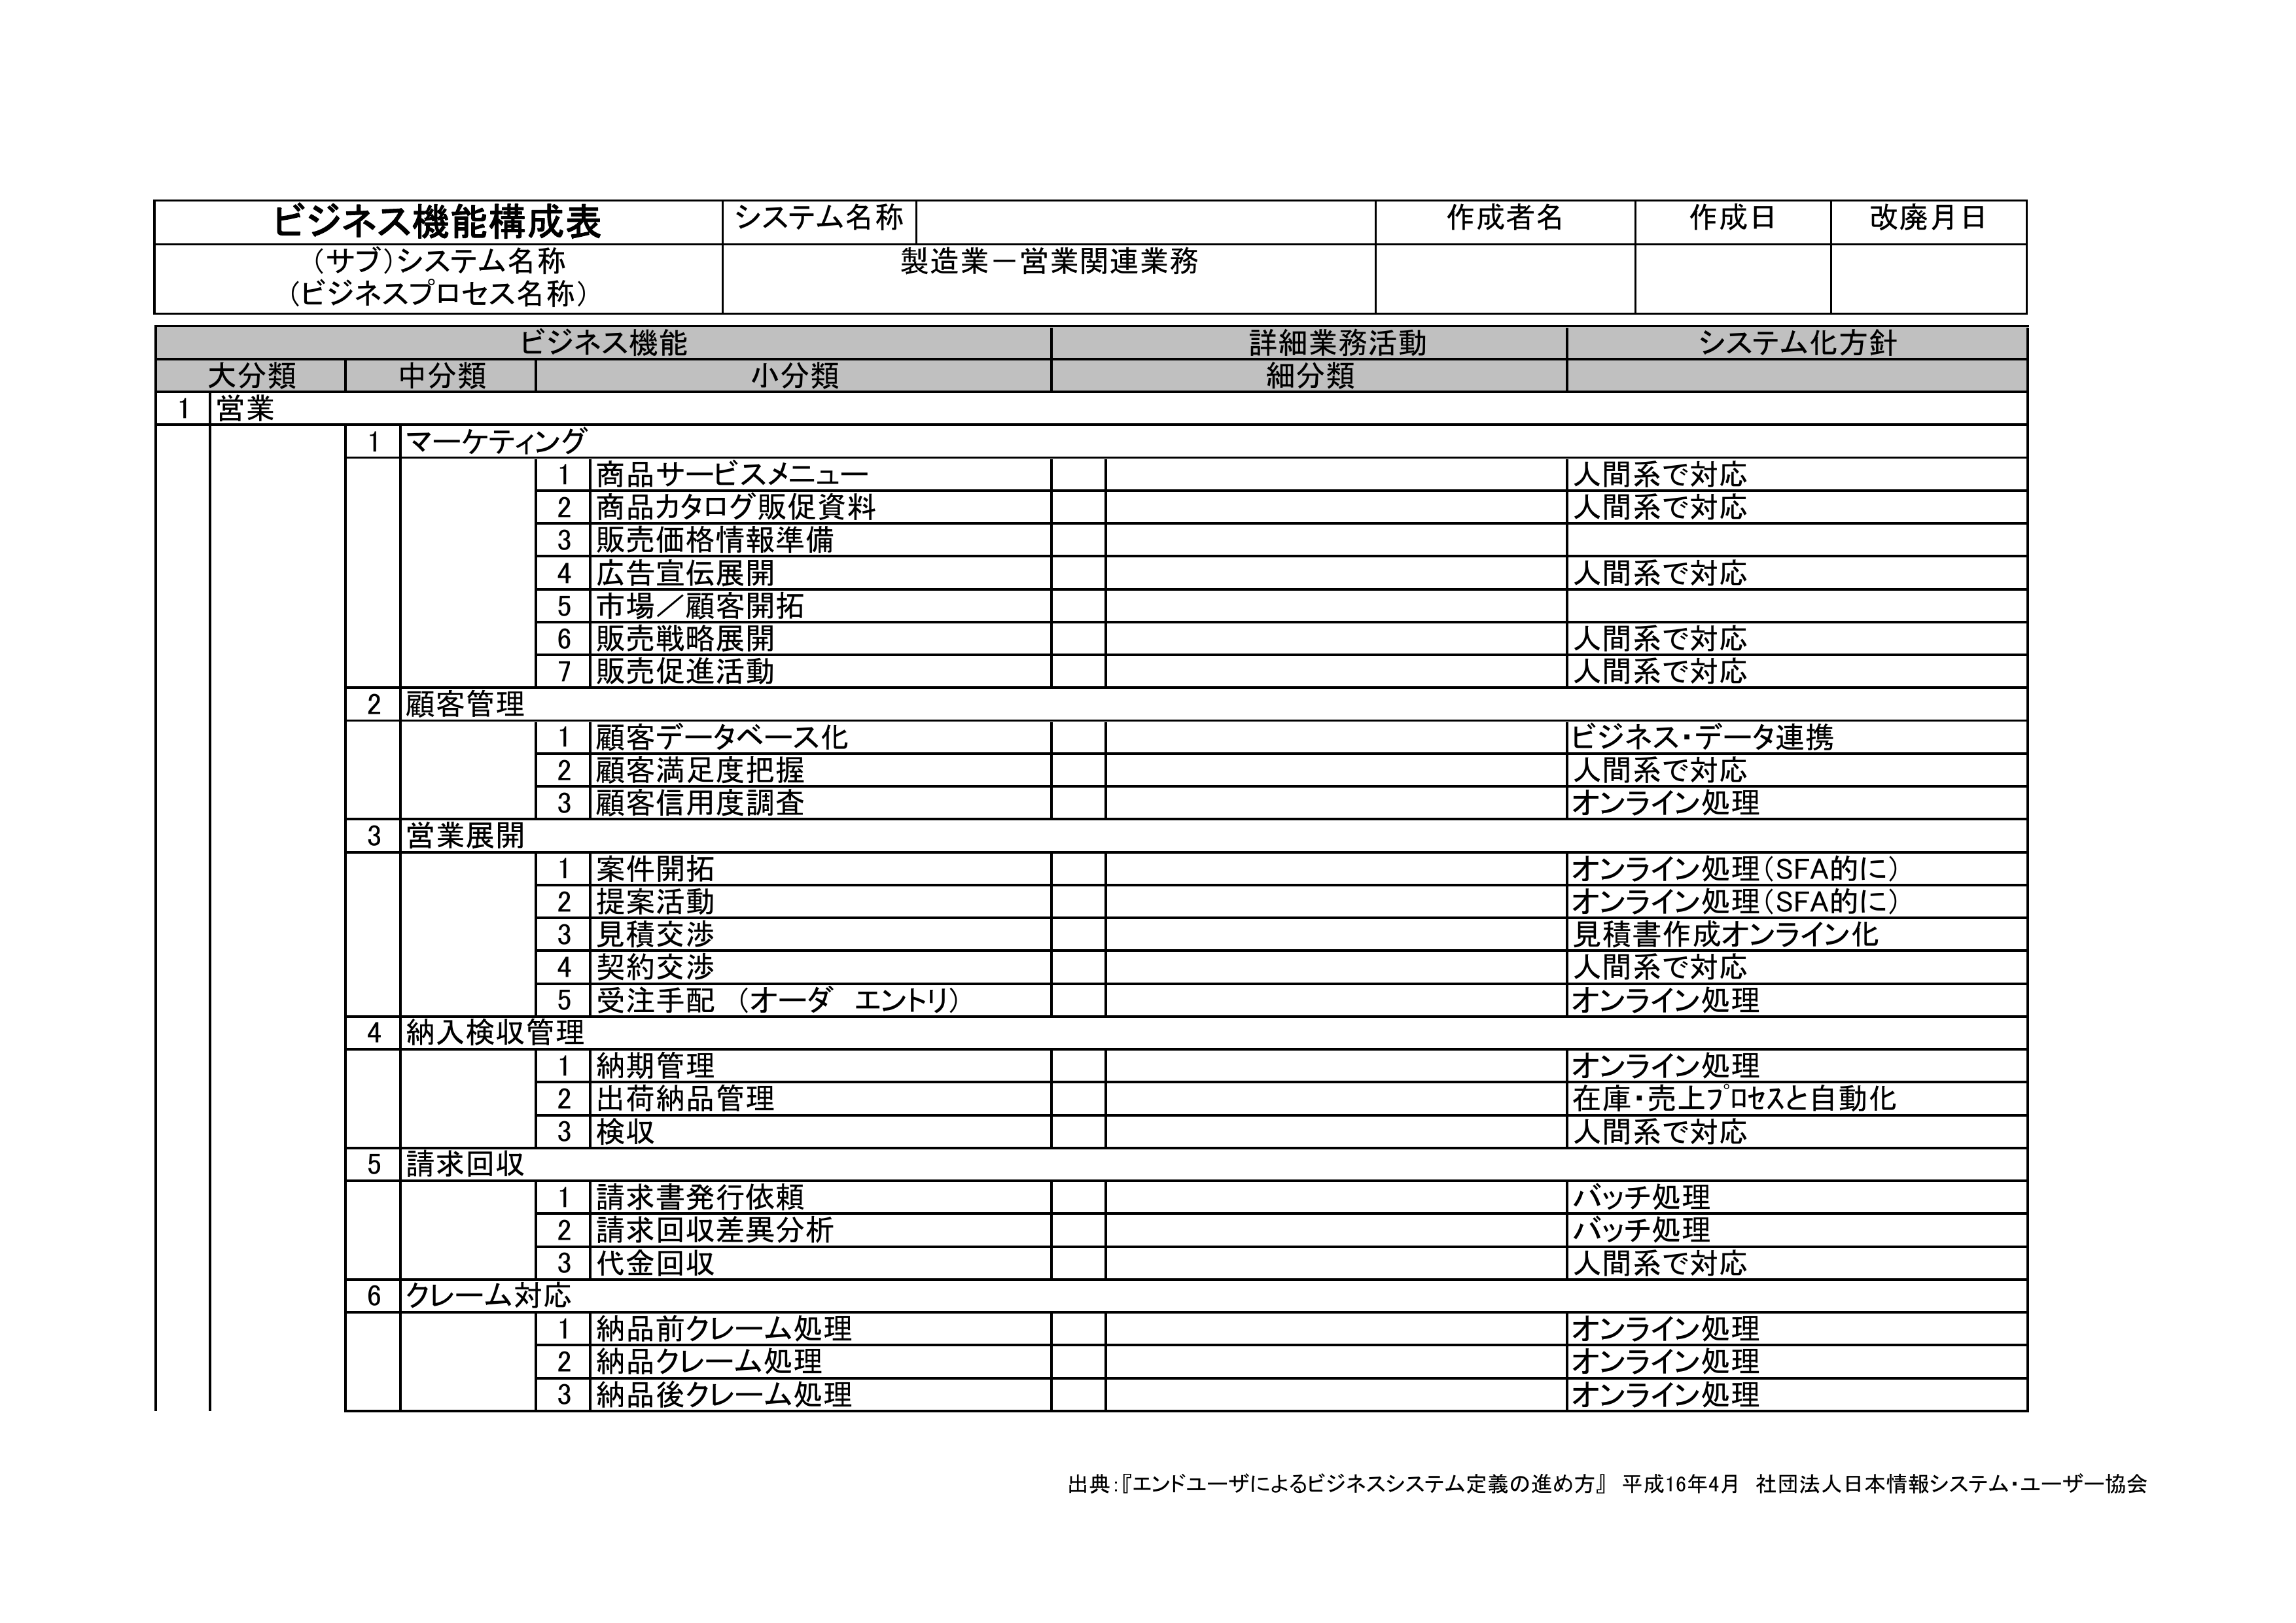 ビジネス機能構成表 システム名称 作成者名 作成日 改廃月日
（サブ）システム名称 製造業－営業関連業務
（ビジネスプロセス名称）
ビジネス機能 詳細業務活動 システム化方針
大分類 中分類 小分類 細分類
1 営業
1 マーケティング
1 商品サービスメニュー 人間系で対応
2 商品カタログ販促資料 人間系で対応
3 販売価格情報準備
4 広告宣伝展開 人間系で対応
5 市場／顧客開拓
6 販売戦略展開 人間系で対応
7 販売促進活動 人間系で対応
2 顧客管理
1 顧客データベース化 ビジネス・データ連携
2 顧客満足度把握 人間系で対応
3 顧客信用度調査 オンライン処理
3 営業展開
1 案件開拓 オンライン処理（SFA的に）
2 提案活動 オンライン処理（SFA的に）
3 見積交渉 見積書作成オンライン化
4 契約交渉 人間系で対応
5 受注手配 （オーダ エントリ） オンライン処理
4 納入検収管理
1 納期管理 オンライン処理
2 出荷納品管理 在庫・売上ﾌﾟﾛｾｽと自動化
3 検収 人間系で対応
5 請求回収
1 請求書発行依頼 バッチ処理
2 請求回収差異分析 バッチ処理
3 代金回収 人間系で対応
6 クレーム対応
1 納品前クレーム処理 オンライン処理
2 納品クレーム処理 オンライン処理
3 納品後クレーム処理 オンライン処理
出典：『エンドユーザによるビジネスシステム定義の進め方』 平成16年4月 社団法人日本情報システム・ユーザー協会